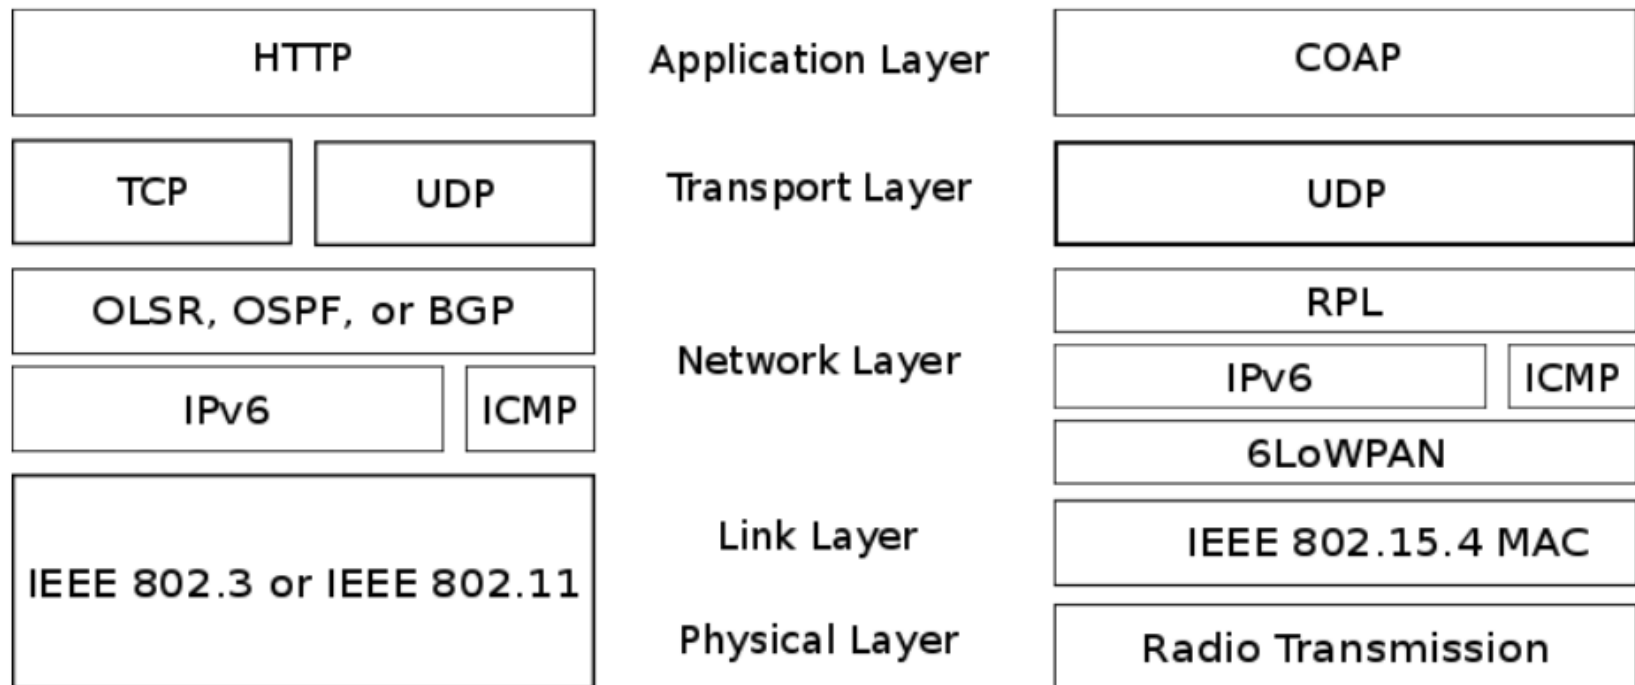 HTTP
Application Layer
COAP
TCP
UDP
Transport Layer
UDP
OLSR, OSPF, or BGP
IPv6
ICMP
Network Layer
RPL
IPv6
ICMP
6LoWPAN
IEEE 802.3 or IEEE 802.11
Link Layer
IEEE 802.15.4 MAC
Physical Layer
Radio Transmission